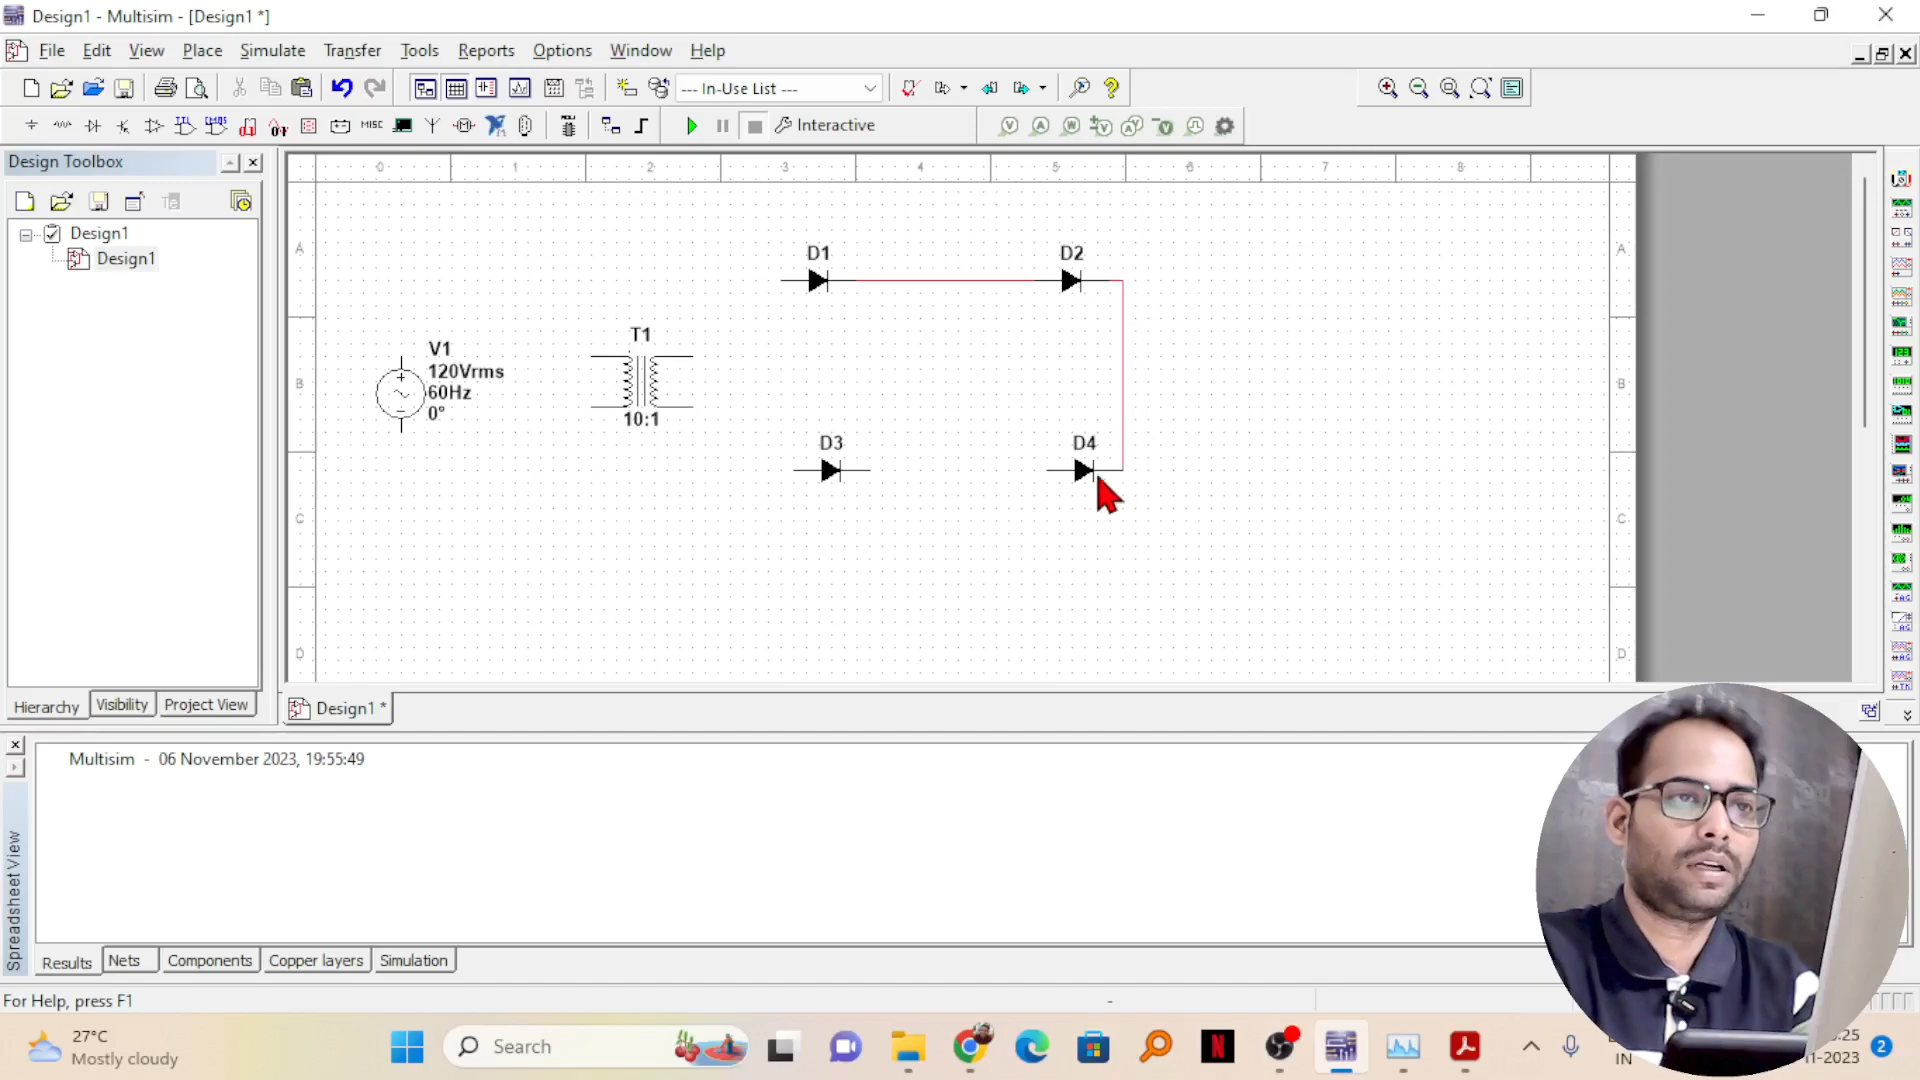 Design1 - Multisim - [Design1 *]
File Edit View Place Simulate Transfer Tools Reports Options Window Help
--- In-Use List ---
MISC Interactive
Design Toolbox
Design1
Design1
Hierarchy Visibility Project View
0 1 2 3 4 5 6 7 8
A A
B B
C C
D D
D1 D2
T1
V1
120Vrms
60Hz
0°
10:1
D3 D4
Design1 *
Multisim - 06 November 2023, 19:55:49
Spreadsheet View
Results Nets Components Copper layers Simulation
For Help, press F1
-
27°C
Mostly cloudy
Search
IN
2